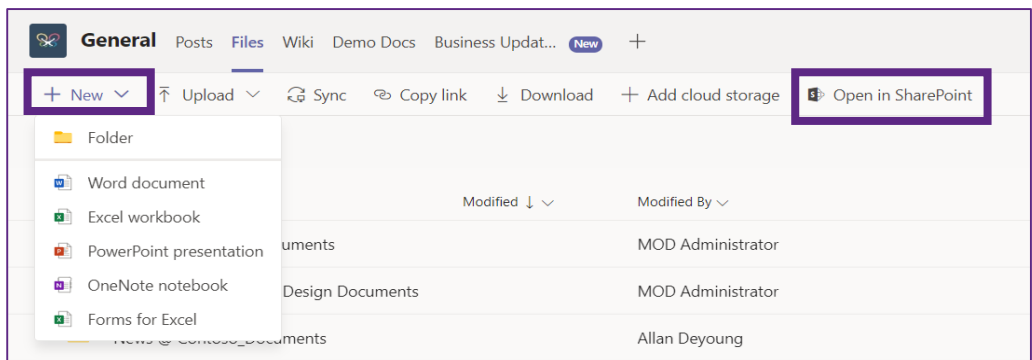 General Posts Files Wiki Demo Docs Business Updat... New +
+ New Upload Sync Copy link Download + Add cloud storage Open in SharePoint
Folder
Word document
Modified ↓ Modified By
Excel workbook
PowerPoint presentation uments MOD Administrator
OneNote notebook Design Documents MOD Administrator
Forms for Excel
News @ Contoso_Documents Allan Deyoung